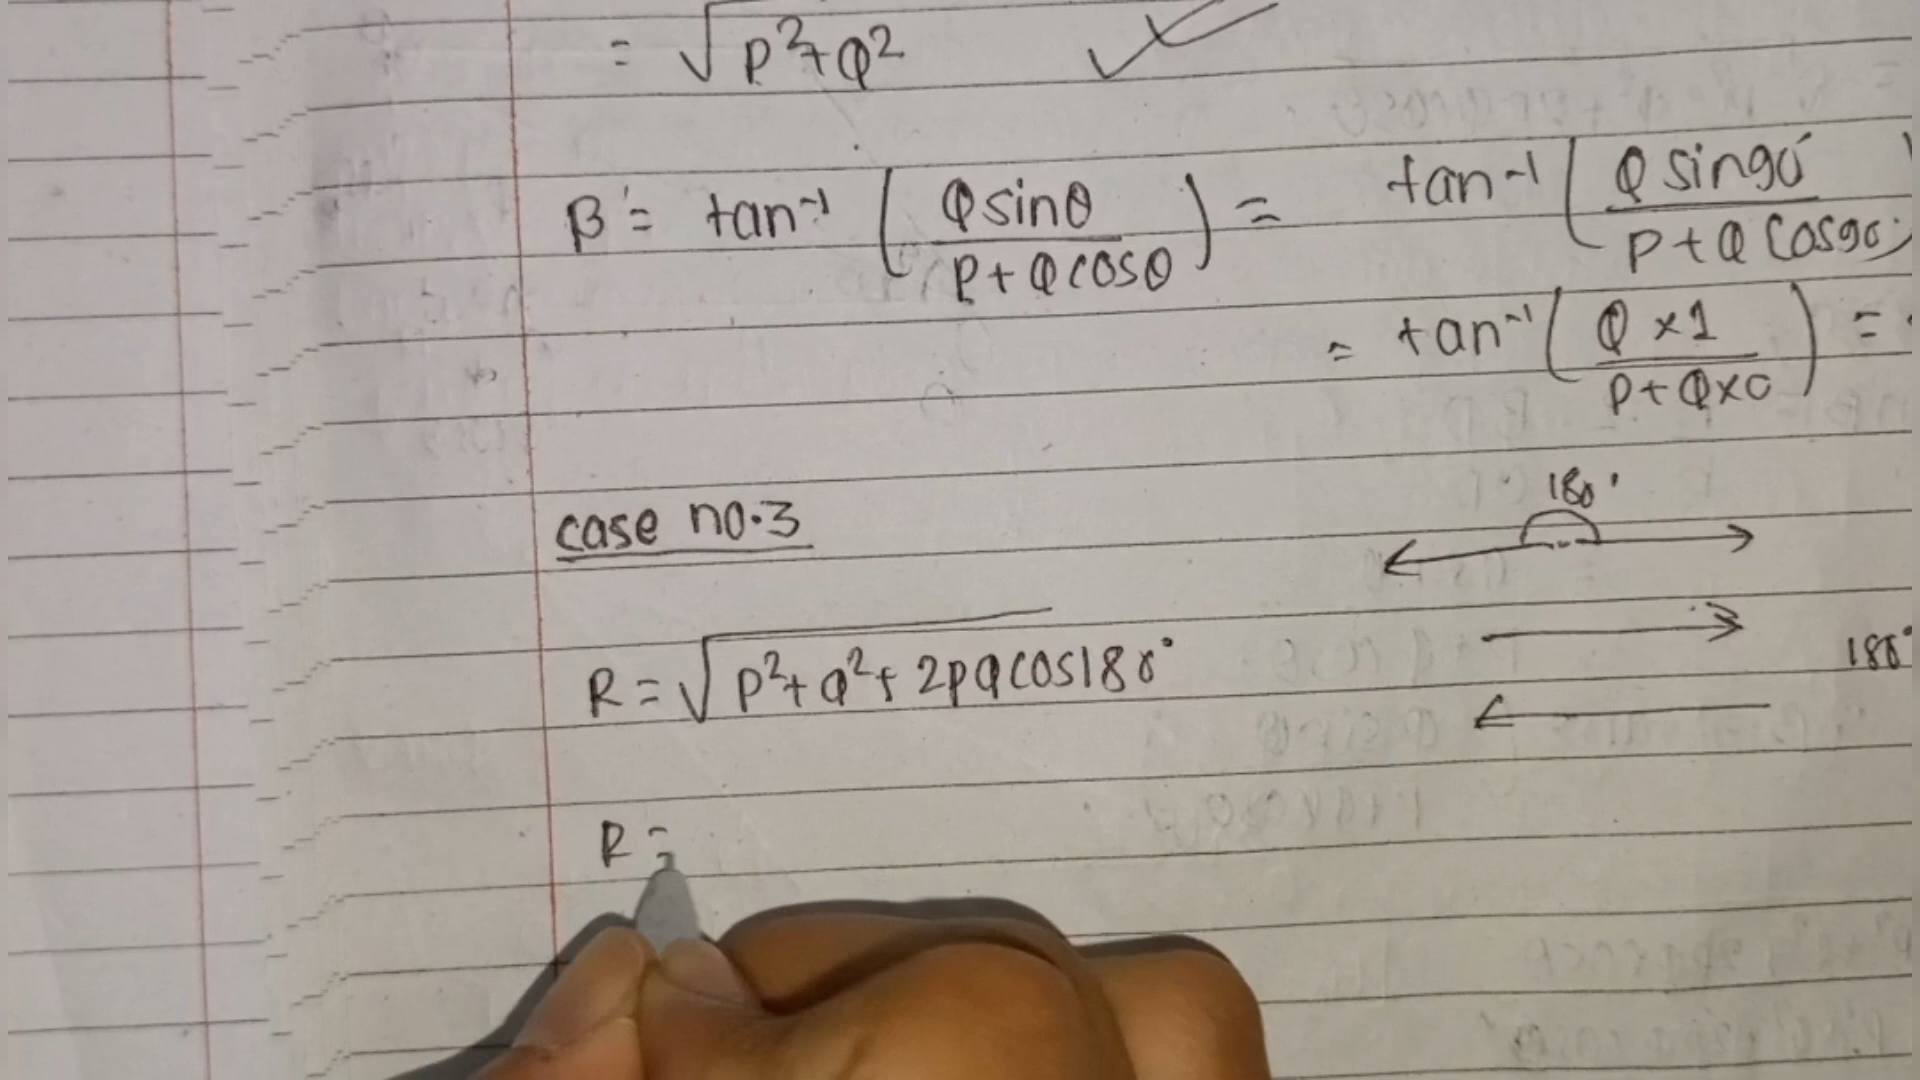 = √P²+Q²
β = tan⁻¹ (Q sinθ / P+Q cosθ) = tan⁻¹ (Q sin90° / P+Q Cos90°)
= tan⁻¹ (Q×1 / P+Q×0) =
case no.3
180°
R = √P²+Q²+2PQcos180°
180°
R =